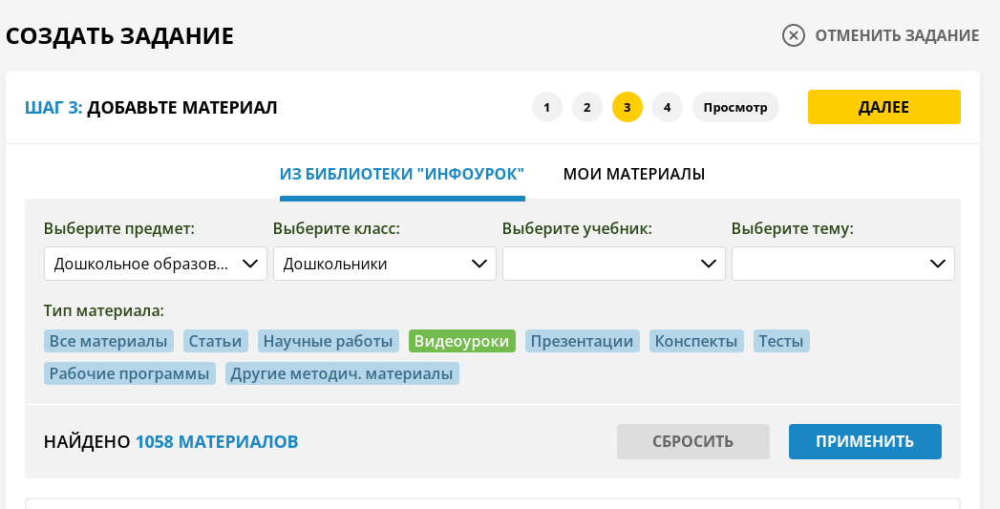 СОЗДАТЬ ЗАДАНИЕ
ОТМЕНИТЬ ЗАДАНИЕ
ШАГ 3: ДОБАВЬТЕ МАТЕРИАЛ
1 2 3 4 Просмотр
ДАЛЕЕ
ИЗ БИБЛИОТЕКИ "ИНФОУРОК"
МОИ МАТЕРИАЛЫ
Выберите предмет: Выберите класс: Выберите учебник: Выберите тему:
Дошкольное образов... Дошкольники
Тип материала:
Все материалы Статьи Научные работы Видеоуроки Презентации Конспекты Тесты
Рабочие программы Другие методич. материалы
НАЙДЕНО 1058 МАТЕРИАЛОВ
СБРОСИТЬ
ПРИМЕНИТЬ